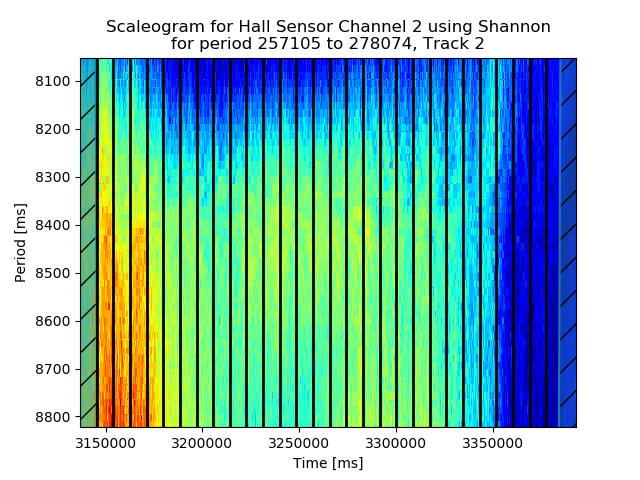 Scaleogram for Hall Sensor Channel 2 using Shannon
for period 257105 to 278074, Track 2
8100
8200
8300
8400
8500
8600
8700
8800
Period [ms]
3150000 3200000 3250000 3300000 3350000
Time [ms]